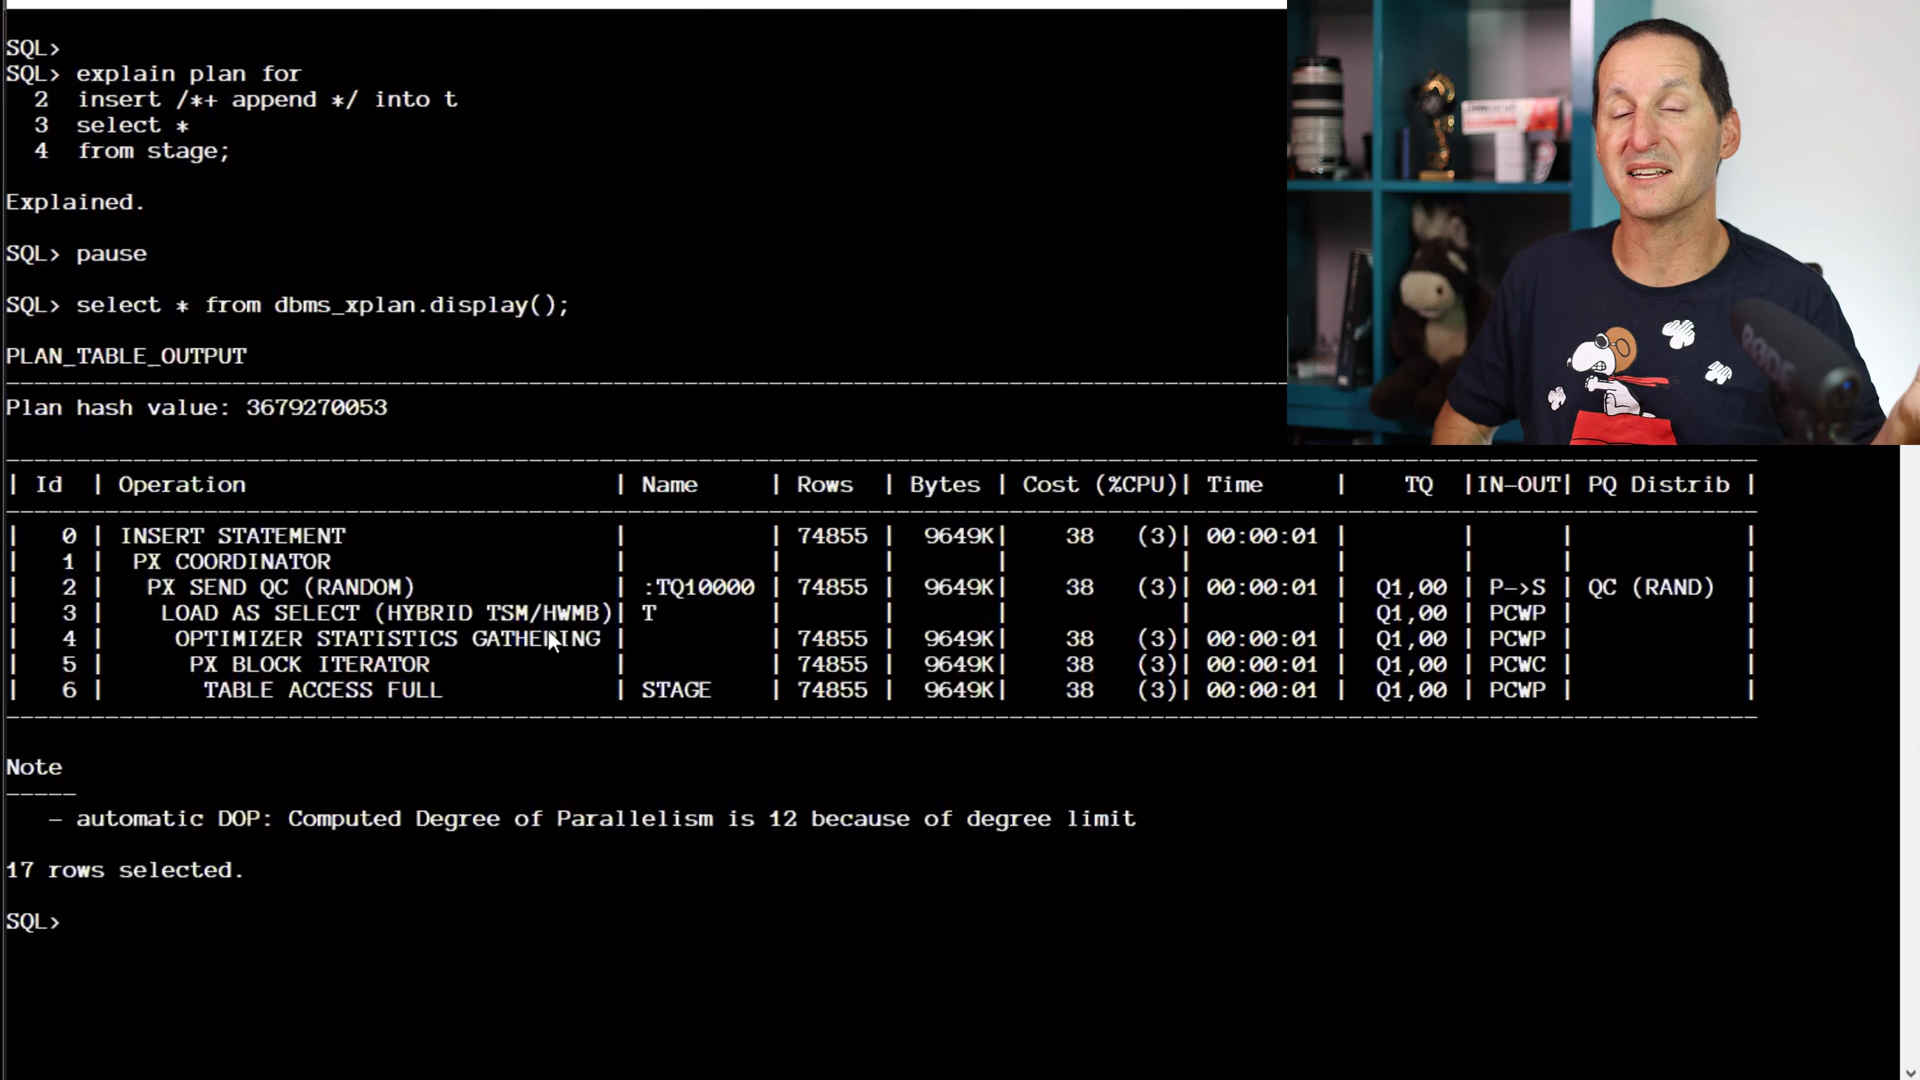 SQL>
SQL> explain plan for
  2  insert /*+ append */ into t
  3  select *
  4  from stage;
Explained.
SQL> pause
SQL> select * from dbms_xplan.display();
PLAN_TABLE_OUTPUT
Plan hash value: 3679270053
| Id  | Operation                          | Name     | Rows  | Bytes | Cost (%CPU)| Time     |    TQ  |IN-OUT| PQ Distrib |
|   0 | INSERT STATEMENT                   |          | 74855 |  9649K|    38   (3)| 00:00:01 |        |      |            |
|   1 |  PX COORDINATOR                    |          |       |       |            |          |        |      |            |
|   2 |   PX SEND QC (RANDOM)              | :TQ10000 | 74855 |  9649K|    38   (3)| 00:00:01 |  Q1,00 | P->S | QC (RAND)  |
|   3 |    LOAD AS SELECT (HYBRID TSM/HWMB)| T        |       |       |            |          |  Q1,00 | PCWP |            |
|   4 |     OPTIMIZER STATISTICS GATHERING |          | 74855 |  9649K|    38   (3)| 00:00:01 |  Q1,00 | PCWP |            |
|   5 |      PX BLOCK ITERATOR             |          | 74855 |  9649K|    38   (3)| 00:00:01 |  Q1,00 | PCWC |            |
|   6 |       TABLE ACCESS FULL            | STAGE    | 74855 |  9649K|    38   (3)| 00:00:01 |  Q1,00 | PCWP |            |
Note
-----
   - automatic DOP: Computed Degree of Parallelism is 12 because of degree limit
17 rows selected.
SQL>
RØDE